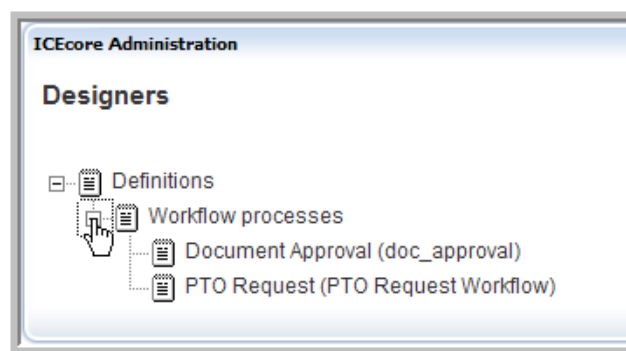 ICEcore Administration
Designers
Definitions
Workflow processes
Document Approval (doc_approval)
PTO Request (PTO Request Workflow)